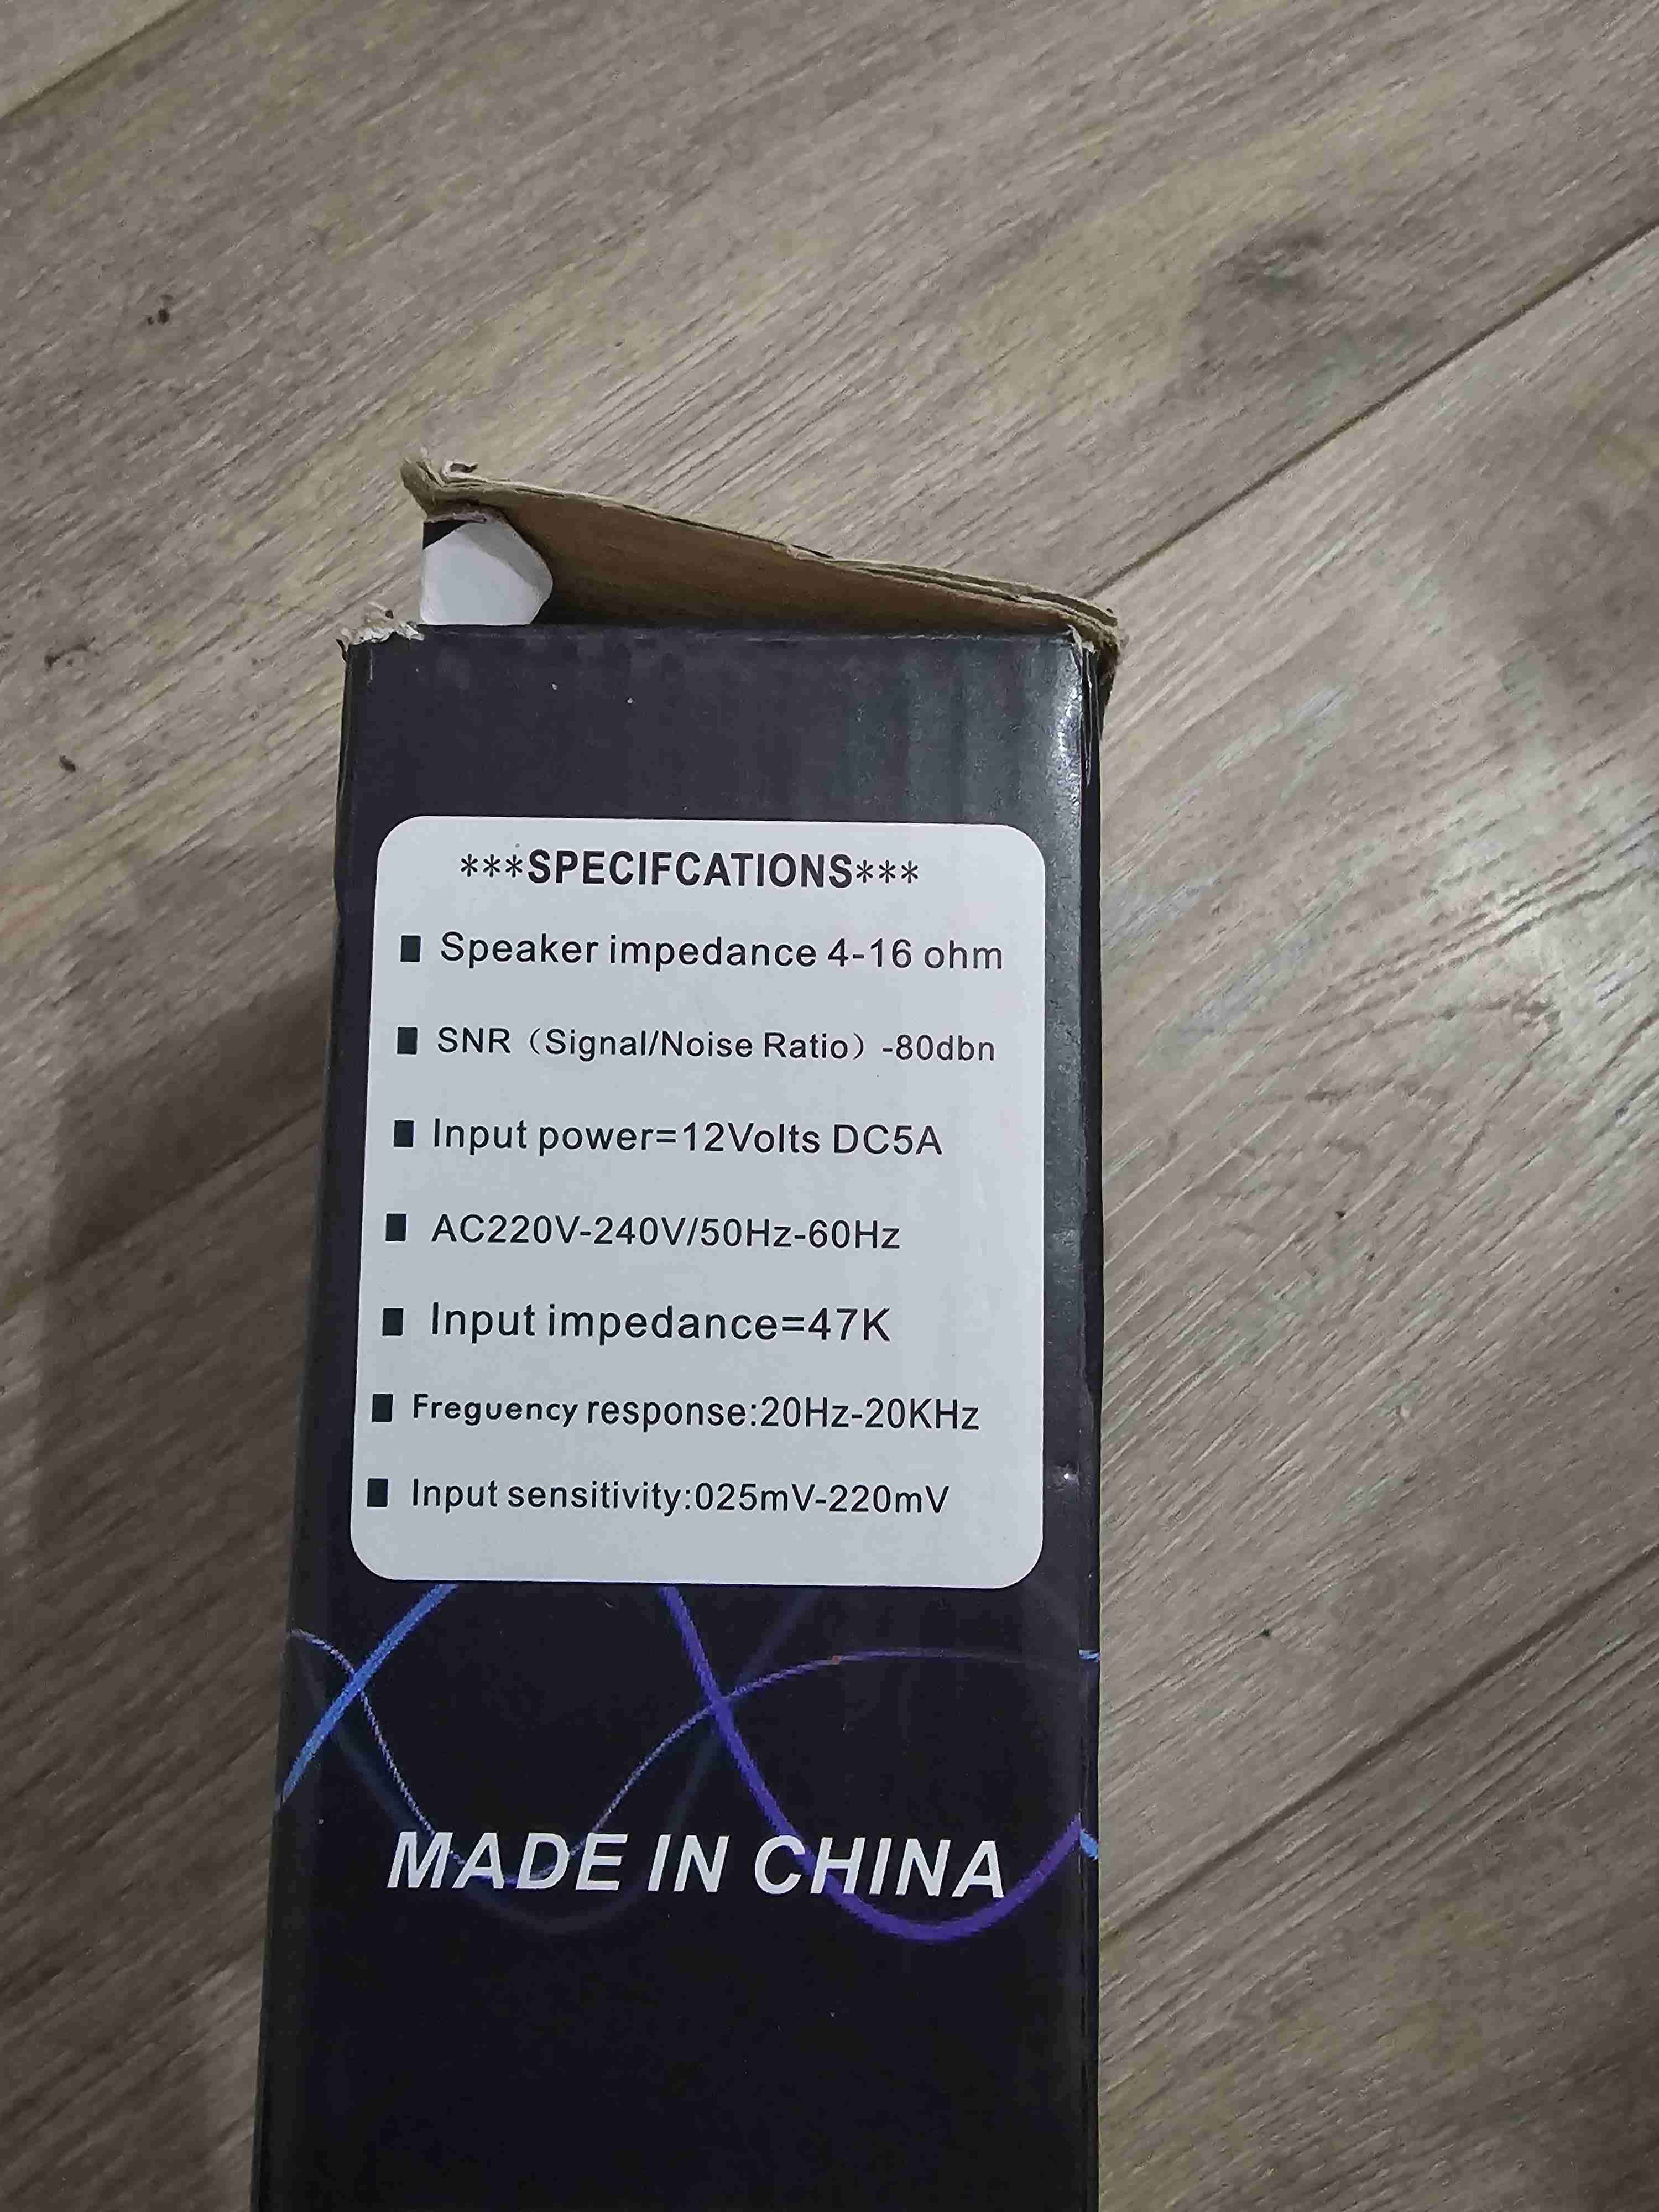 ***SPECIFCATIONS***
■ Speaker impedance 4-16 ohm
■ SNR（Signal/Noise Ratio）-80dbn
■ Input power=12Volts DC5A
■ AC220V-240V/50Hz-60Hz
■ Input impedance=47K
■ Freguency response:20Hz-20KHz
■ Input sensitivity:025mV-220mV
MADE IN CHINA